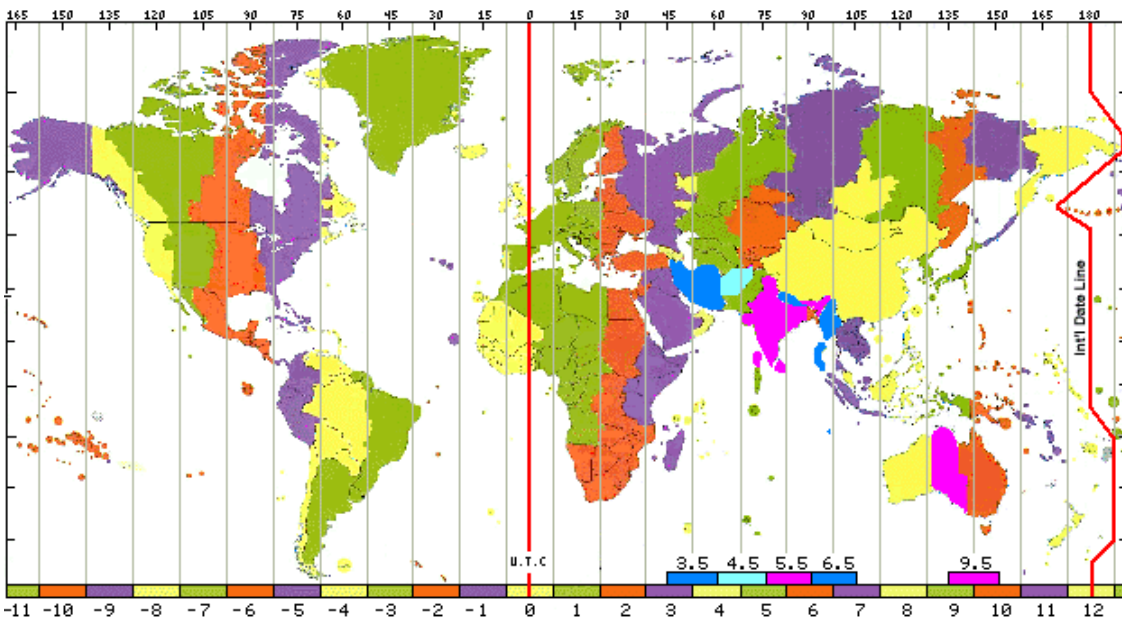 165 150 135 120 105 90 75 60 45 30 15 0 15 30 45 60 75 90 105 120 135 150 165 180
Int'l Date Line
U.T.C 3.5 4.5 5.5 6.5 9.5
-11 -10 -9 -8 -7 -6 -5 -4 -3 -2 -1 0 1 2 3 4 5 6 7 8 9 10 11 12